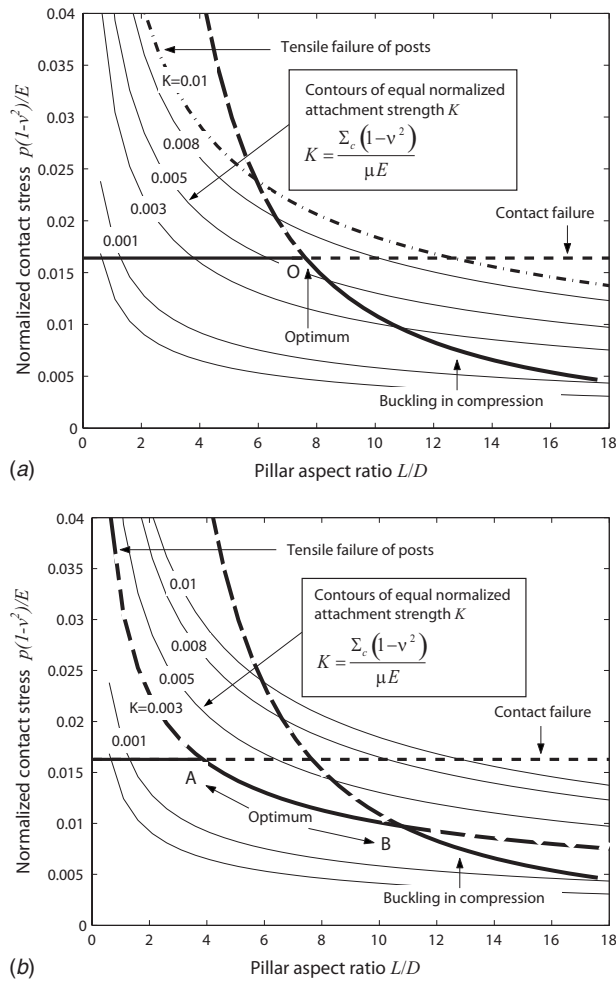 0.04
0.035
0.03
0.025
0.02
0.015
0.01
0.005
0
Normalized contact stress p(1-ν²)/E
Tensile failure of posts
K=0.01
0.008
0.005
0.003
0.001
Contours of equal normalized
attachment strength K
K = Σc (1−ν²) / μE
Contact failure
O
Optimum
Buckling in compression
0 2 4 6 8 10 12 14 16 18
(a)
Pillar aspect ratio L/D
0.04
0.035
0.03
0.025
0.02
0.015
0.01
0.005
0
Normalized contact stress p(1-ν²)/E
Tensile failure of posts
0.01
0.008
0.005
K=0.003
0.001
Contours of equal normalized
attachment strength K
K = Σc (1−ν²) / μE
Contact failure
A
Optimum
B
Buckling in compression
0 2 4 6 8 10 12 14 16 18
(b)
Pillar aspect ratio L/D